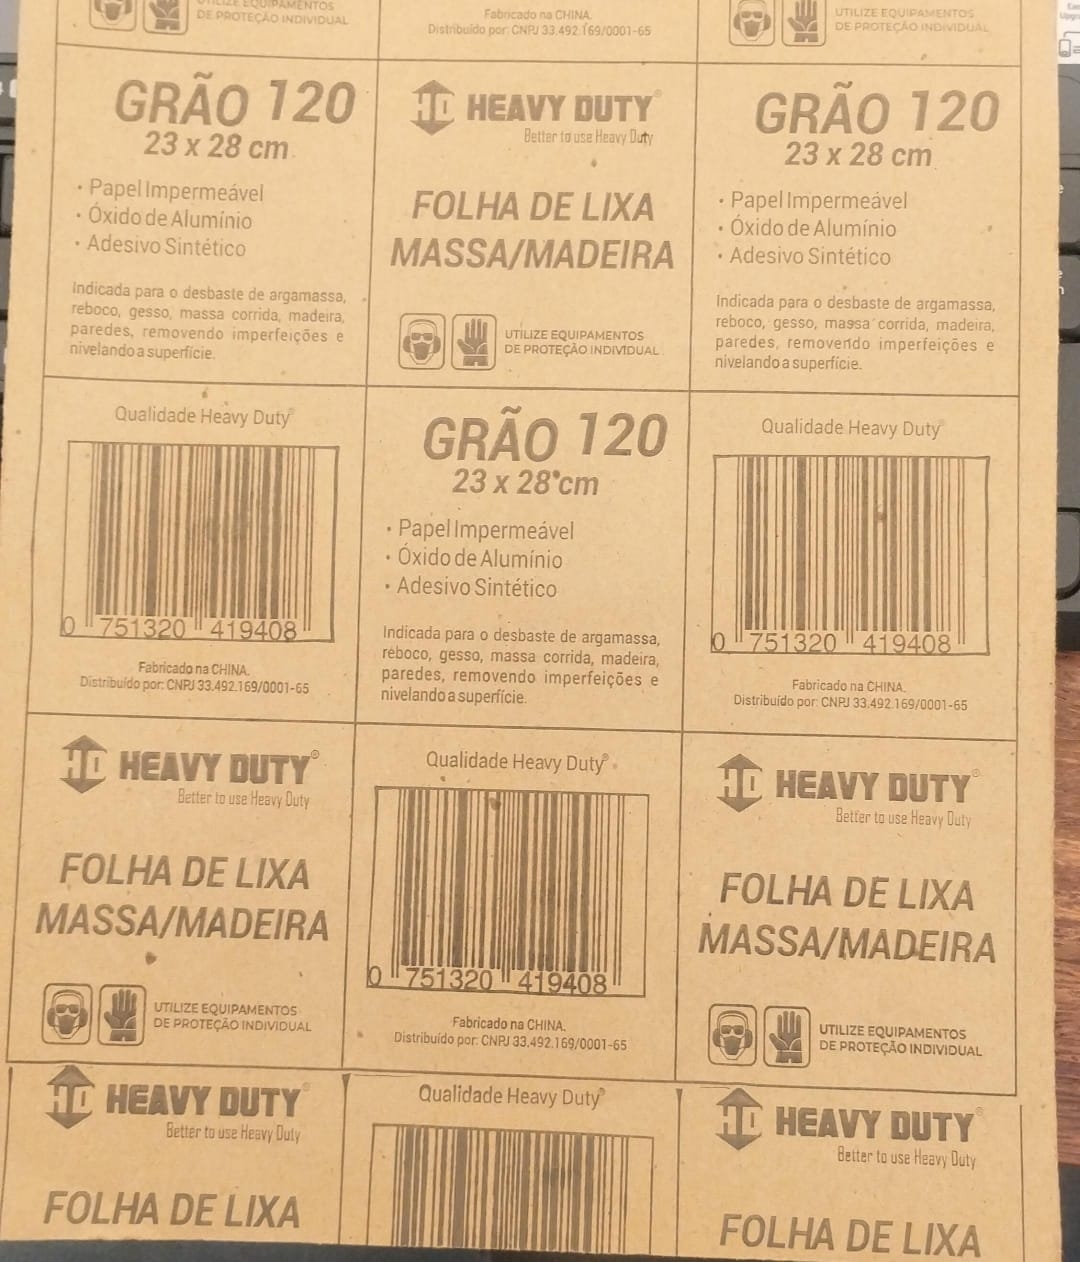 UTILIZE EQUIPAMENTOS
DE PROTEÇÃO INDIVIDUAL
Fabricado na CHINA.
Distribuído por: CNPJ 33.492.169/0001-65
UTILIZE EQUIPAMENTOS
DE PROTEÇÃO INDIVIDUAL
GRÃO 120
23 x 28 cm
• Papel Impermeável
• Óxido de Alumínio
• Adesivo Sintético
Indicada para o desbaste de argamassa,
reboco, gesso, massa corrida, madeira,
paredes, removendo imperfeições e
nivelando a superfície.
HD HEAVY DUTY®
Better to use Heavy Duty
FOLHA DE LIXA
MASSA/MADEIRA
UTILIZE EQUIPAMENTOS
DE PROTEÇÃO INDIVIDUAL
GRÃO 120
23 x 28 cm
• Papel Impermeável
• Óxido de Alumínio
• Adesivo Sintético
Indicada para o desbaste de argamassa,
reboco, gesso, massa corrida, madeira,
paredes, removendo imperfeições e
nivelando a superfície.
Qualidade Heavy Duty®
0 751320 419408
Fabricado na CHINA.
Distribuído por: CNPJ 33.492.169/0001-65
GRÃO 120
23 x 28 cm
• Papel Impermeável
• Óxido de Alumínio
• Adesivo Sintético
Indicada para o desbaste de argamassa,
reboco, gesso, massa corrida, madeira,
paredes, removendo imperfeições e
nivelando a superfície.
Qualidade Heavy Duty®
0 751320 419408
Fabricado na CHINA.
Distribuído por: CNPJ 33.492.169/0001-65
HD HEAVY DUTY®
Better to use Heavy Duty
FOLHA DE LIXA
MASSA/MADEIRA
UTILIZE EQUIPAMENTOS
DE PROTEÇÃO INDIVIDUAL
Qualidade Heavy Duty®
0 751320 419408
Fabricado na CHINA.
Distribuído por: CNPJ 33.492.169/0001-65
HD HEAVY DUTY®
Better to use Heavy Duty
FOLHA DE LIXA
MASSA/MADEIRA
UTILIZE EQUIPAMENTOS
DE PROTEÇÃO INDIVIDUAL
HD HEAVY DUTY®
Better to use Heavy Duty
FOLHA DE LIXA
Qualidade Heavy Duty®
HD HEAVY DUTY®
Better to use Heavy Duty
FOLHA DE LIXA